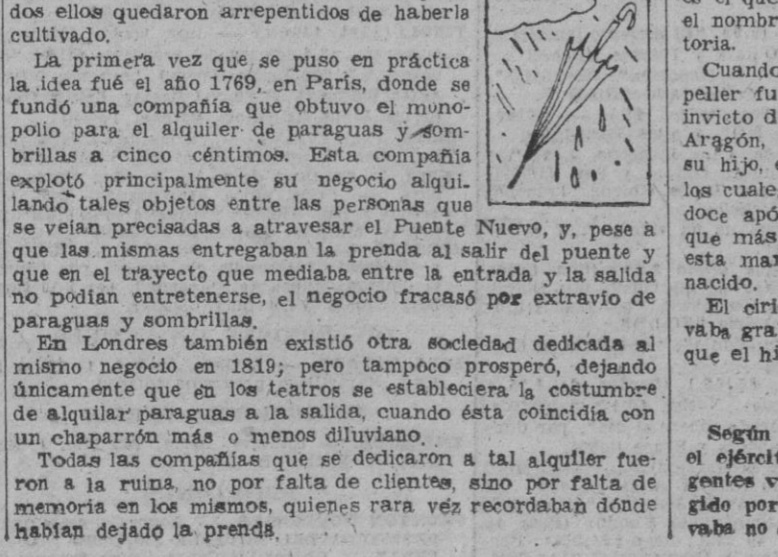 dos ellos quedaron arrepentidos de haberla
cultivado.
La primera vez que se puso en práctica
la idea fué el año 1769, en París, donde se
fundó una compañía que obtuvo el mono-
polio para el alquiler de paraguas y som-
brillas a cinco céntimos. Esta compañía
explotó principalmente su negocio alqui-
lando tales objetos entre las personas que
se veían precisadas a atravesar el Puente Nuevo, y, pese a
que las mismas entregaban la prenda al salir del puente y
que en el trayecto que mediaba entre la entrada y la salida
no podían entretenerse, el negocio fracasó por extravío de
paraguas y sombrillas.
En Londres también existió otra sociedad dedicada al
mismo negocio en 1819; pero tampoco prosperó, dejando
únicamente que en los teatros se estableciera la costumbre
de alquilar paraguas a la salida, cuando ésta coincidía con
un chaparrón más o menos diluviano.
Todas las compañías que se dedicaron a tal alquiler fue-
ron a la ruina, no por falta de clientes, sino por falta de
memoria en los mismos, quienes rara vez recordaban dónde
habían dejado la prenda.
el nombr
toria.
Cuando
peller fu
invicto d
Aragón,
su hijo,
los cuale
doce apó
que más
esta ma
nacido.
El ciri
vaba gra
que el hi
Según
el ejércit
gentes v
gido por
vaba no